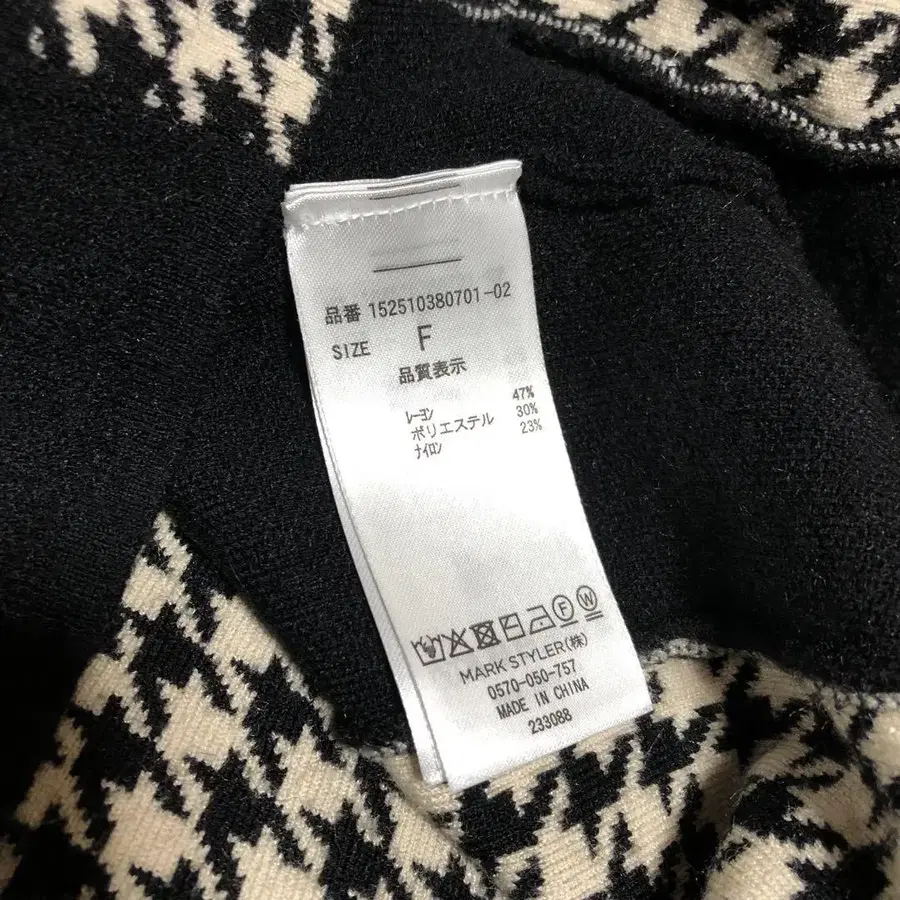 品番 152510380701-02
SIZE F
品質表示
ﾚｰﾖﾝ 47%
ポリエステル 30%
ﾅｲﾛﾝ 23%
F W
MARK STYLER(株)
0570-050-757
MADE IN CHINA
233088